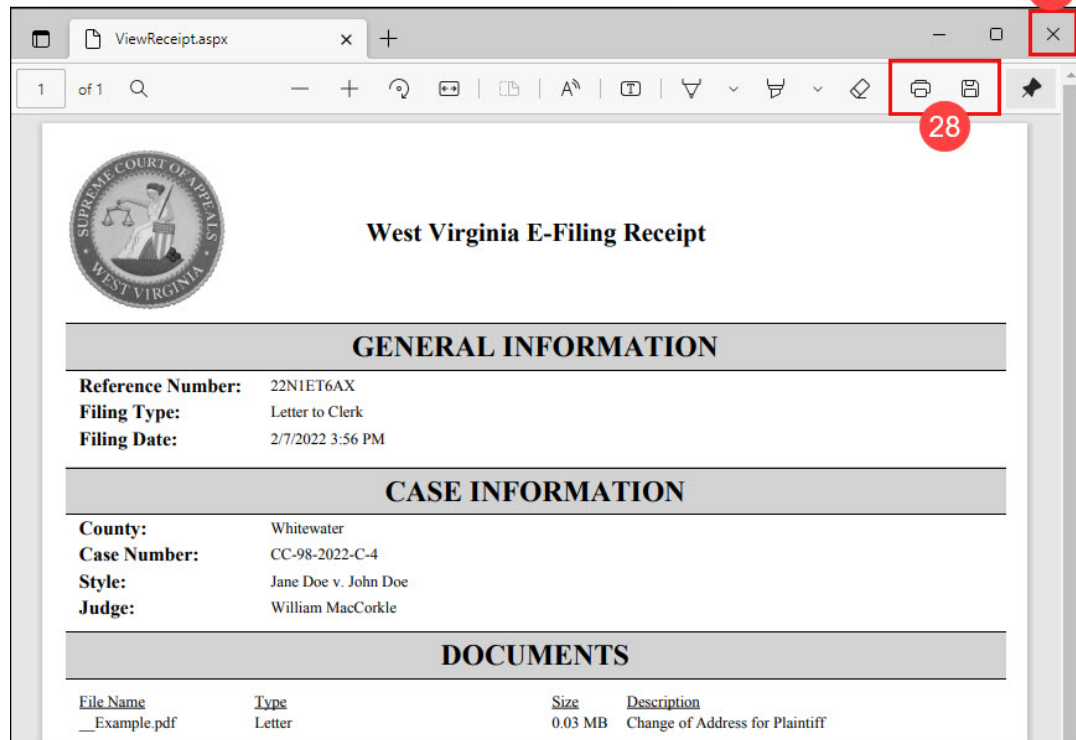 ViewReceipt.aspx
1 of 1
28
SUPREME COURT OF APPEALS
WEST VIRGINIA
West Virginia E-Filing Receipt
GENERAL INFORMATION
Reference Number: 22N1ET6AX
Filing Type: Letter to Clerk
Filing Date: 2/7/2022 3:56 PM
CASE INFORMATION
County: Whitewater
Case Number: CC-98-2022-C-4
Style: Jane Doe v. John Doe
Judge: William MacCorkle
DOCUMENTS
File Name Type Size Description
__Example.pdf Letter 0.03 MB Change of Address for Plaintiff